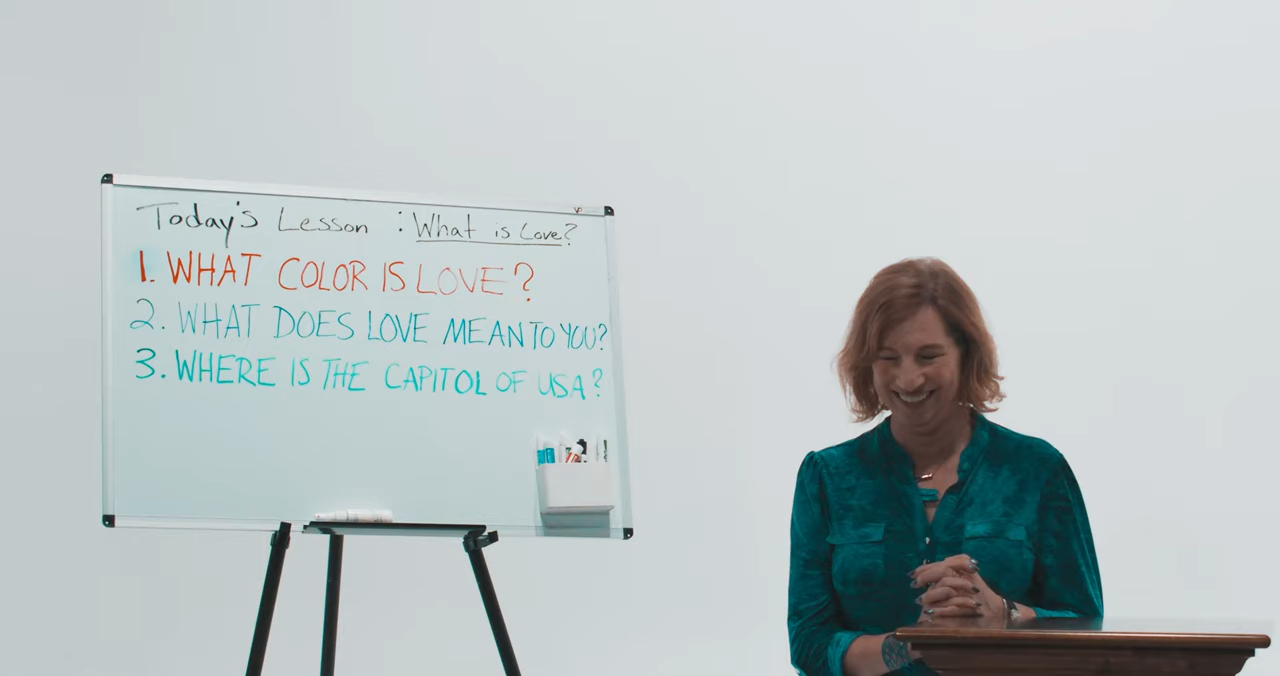 Today's Lesson : What is Love?
1. WHAT COLOR IS LOVE?
2. WHAT DOES LOVE MEAN TO YOU?
3. WHERE IS THE CAPITOL OF USA?